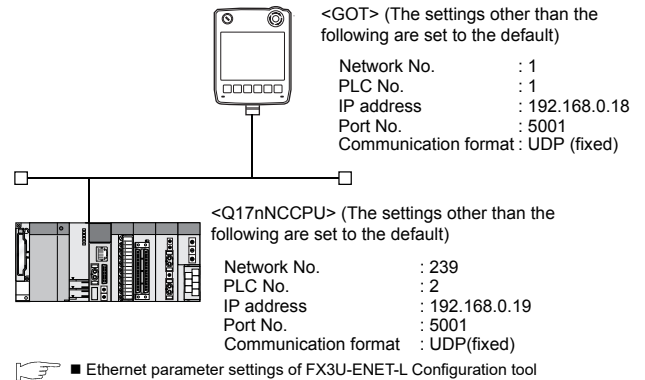 <GOT> (The settings other than the
following are set to the default)
Network No. : 1
PLC No. : 1
IP address : 192.168.0.18
Port No. : 5001
Communication format : UDP (fixed)
<Q17nNCCPU> (The settings other than the
following are set to the default)
Network No. : 239
PLC No. : 2
IP address : 192.168.0.19
Port No. : 5001
Communication format : UDP(fixed)
■ Ethernet parameter settings of FX3U-ENET-L Configuration tool